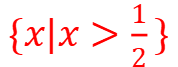 {x|x > 1/2}